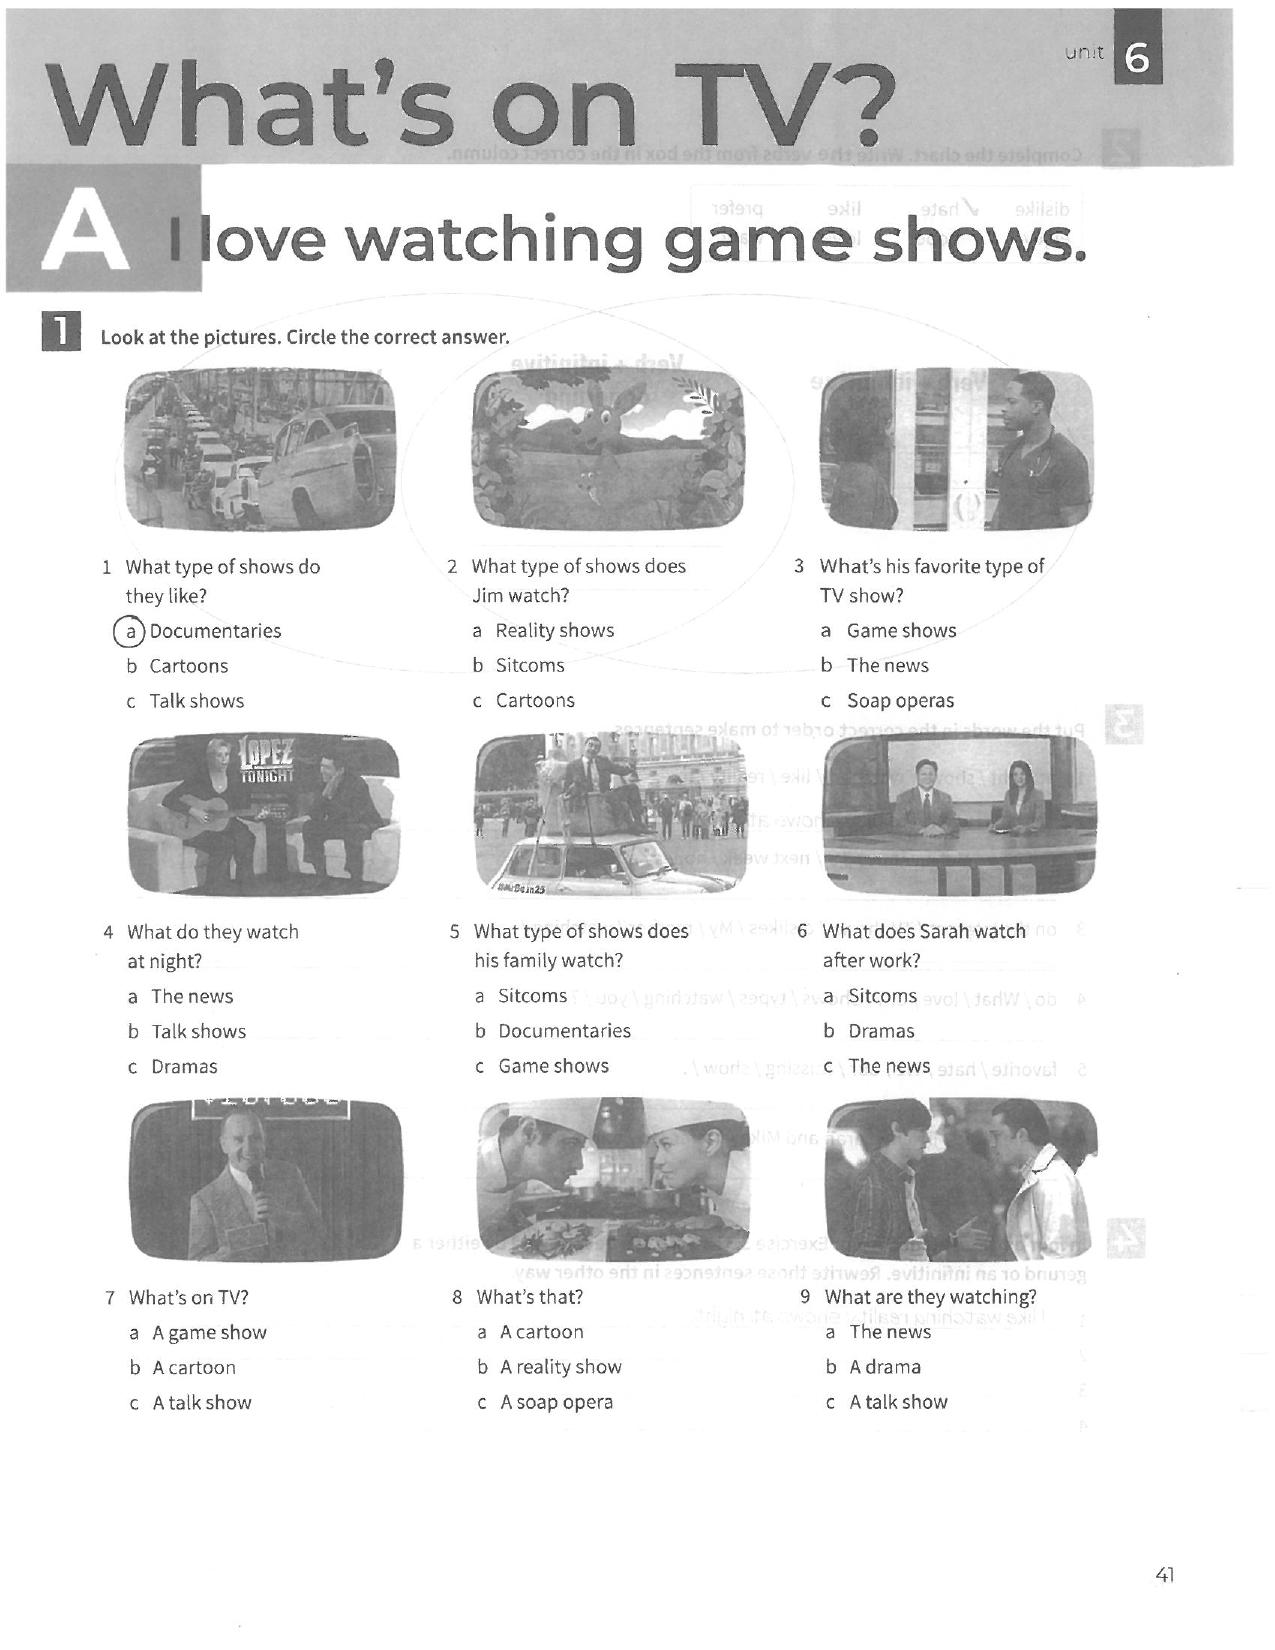 unit 6
What's on TV?
A I love watching game shows.
1 Look at the pictures. Circle the correct answer.
1 What type of shows do
they like?
a Documentaries
b Cartoons
c Talk shows
2 What type of shows does
Jim watch?
a Reality shows
b Sitcoms
c Cartoons
3 What's his favorite type of
TV show?
a Game shows
b The news
c Soap operas
LOPEZ
TONIGHT
4 What do they watch
at night?
a The news
b Talk shows
c Dramas
#MrBean25
5 What type of shows does
his family watch?
a Sitcoms
b Documentaries
c Game shows
6 What does Sarah watch
after work?
a Sitcoms
b Dramas
c The news
7 What's on TV?
a A game show
b A cartoon
c A talk show
8 What's that?
a A cartoon
b A reality show
c A soap opera
9 What are they watching?
a The news
b A drama
c A talk show
41